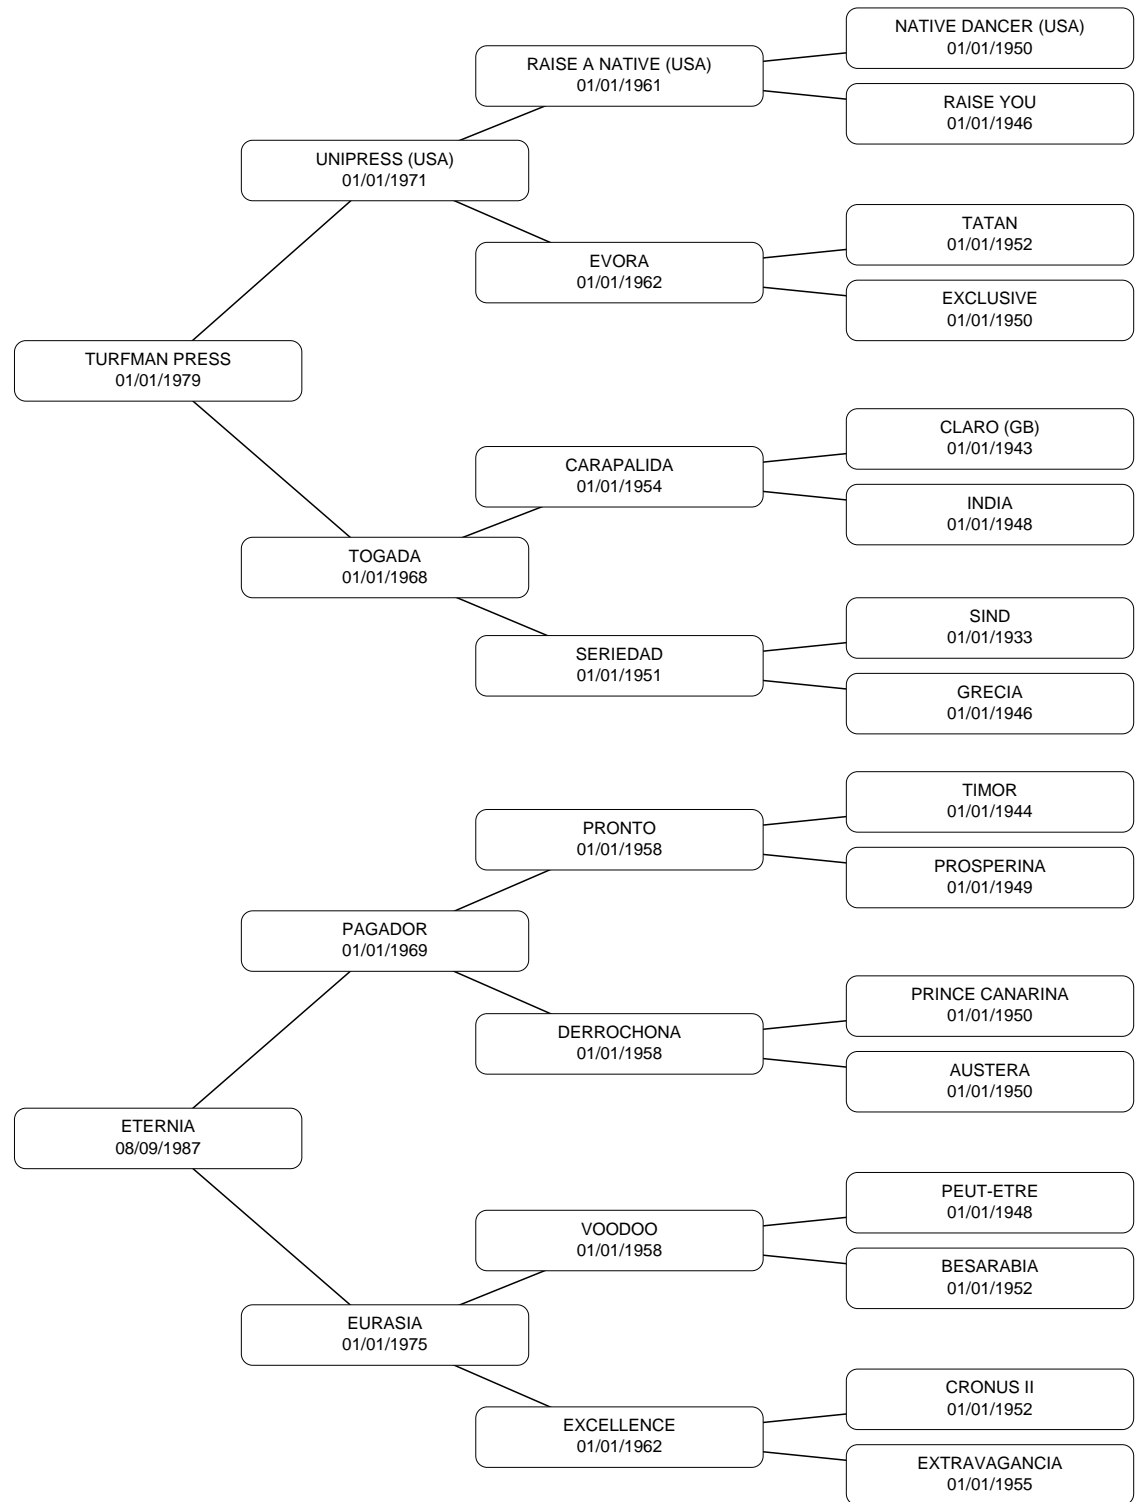 NATIVE DANCER (USA)
01/01/1950
RAISE A NATIVE (USA)
01/01/1961
RAISE YOU
01/01/1946
UNIPRESS (USA)
01/01/1971
TATAN
01/01/1952
EVORA
01/01/1962
EXCLUSIVE
01/01/1950
TURFMAN PRESS
01/01/1979
CLARO (GB)
01/01/1943
CARAPALIDA
01/01/1954
INDIA
01/01/1948
TOGADA
01/01/1968
SIND
01/01/1933
SERIEDAD
01/01/1951
GRECIA
01/01/1946
TIMOR
01/01/1944
PRONTO
01/01/1958
PROSPERINA
01/01/1949
PAGADOR
01/01/1969
PRINCE CANARINA
01/01/1950
DERROCHONA
01/01/1958
AUSTERA
01/01/1950
ETERNIA
08/09/1987
PEUT-ETRE
01/01/1948
VOODOO
01/01/1958
BESARABIA
01/01/1952
EURASIA
01/01/1975
CRONUS II
01/01/1952
EXCELLENCE
01/01/1962
EXTRAVAGANCIA
01/01/1955